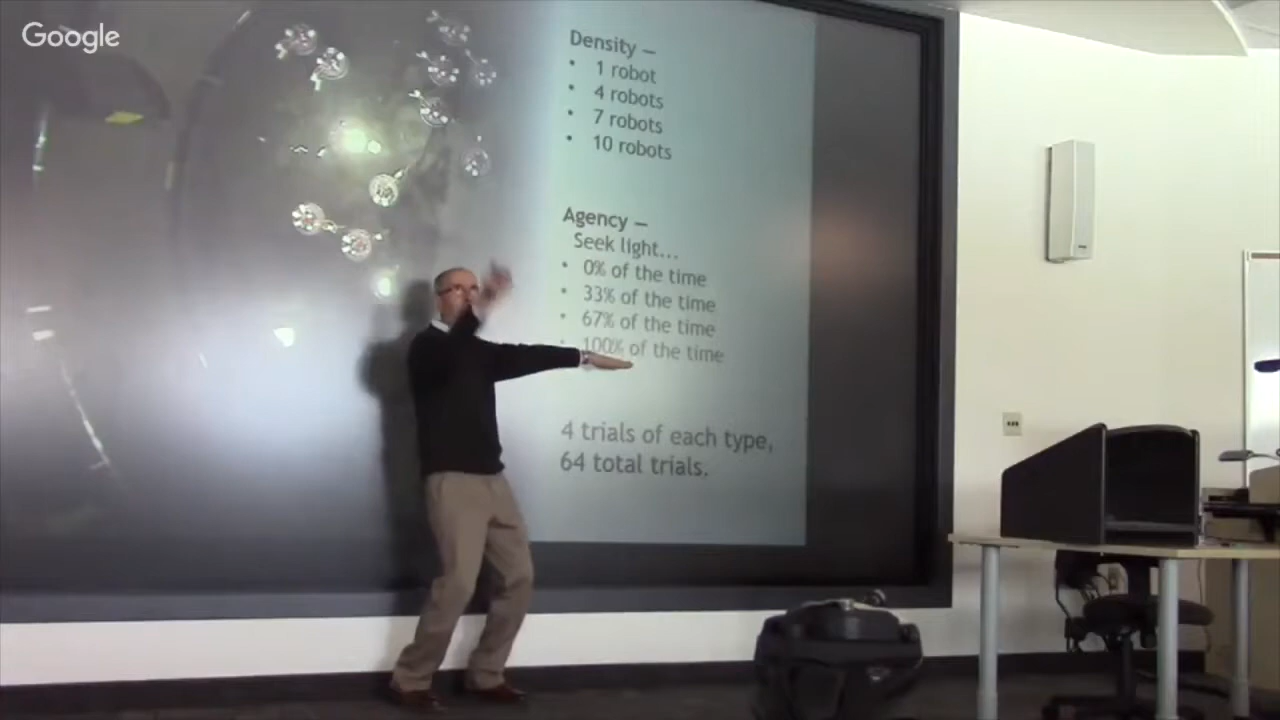 Google
Density –
• 1 robot
• 4 robots
• 7 robots
• 10 robots
Agency –
Seek light...
• 0% of the time
• 33% of the time
• 67% of the time
• 100% of the time
4 trials of each type,
64 total trials.